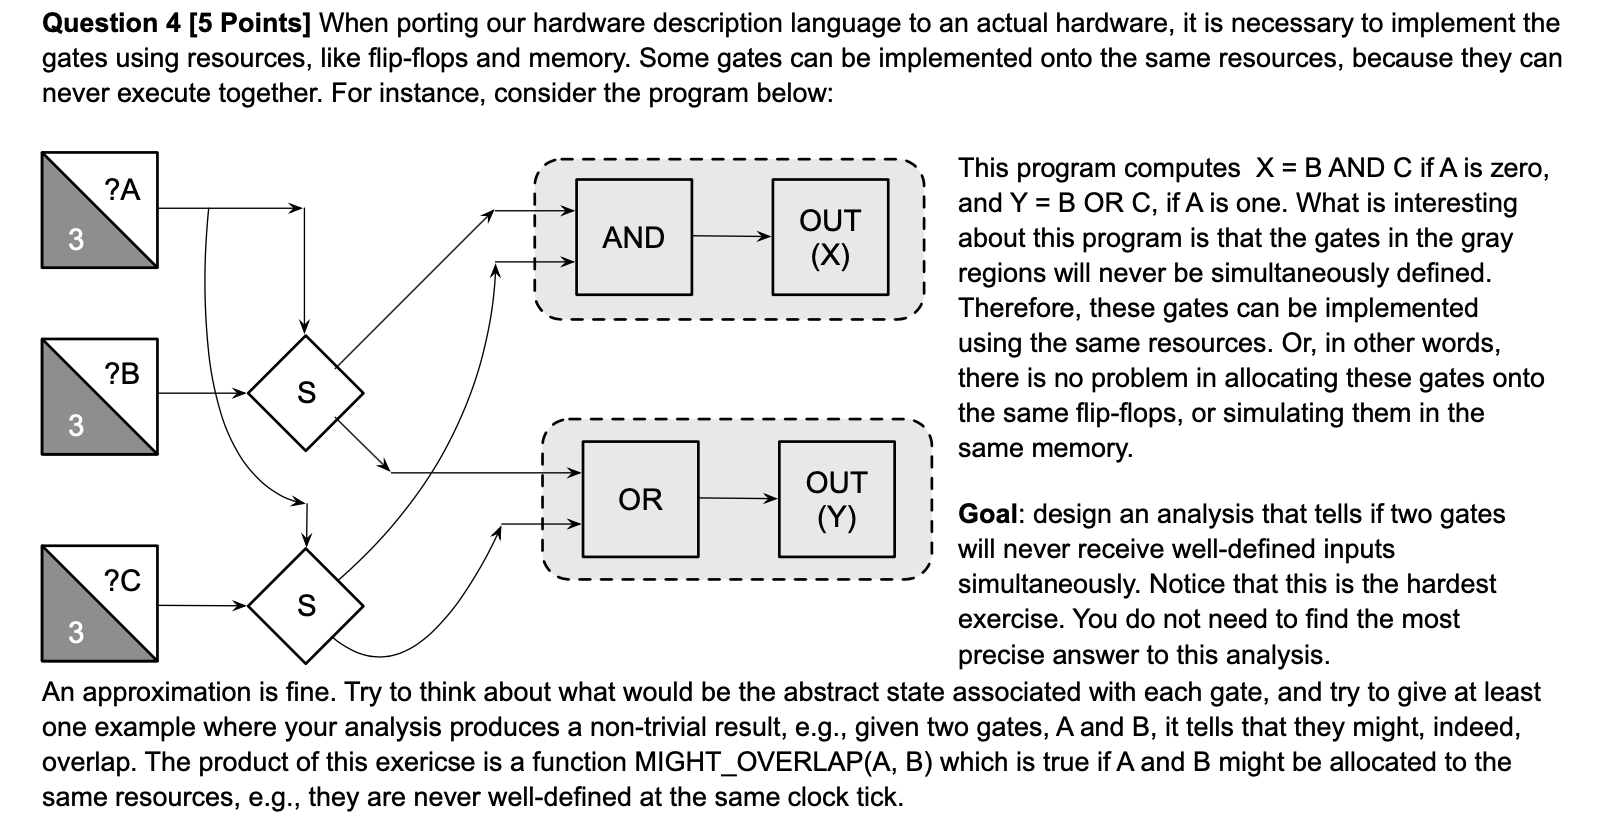 Question 4 [5 Points] When porting our hardware description language to an actual hardware, it is necessary to implement the
gates using resources, like flip-flops and memory. Some gates can be implemented onto the same resources, because they can
never execute together. For instance, consider the program below:
?A
3
?B
3
?C
3
S
S
AND
OUT
(X)
OR
OUT
(Y)
This program computes X = B AND C if A is zero,
and Y = B OR C, if A is one. What is interesting
about this program is that the gates in the gray
regions will never be simultaneously defined.
Therefore, these gates can be implemented
using the same resources. Or, in other words,
there is no problem in allocating these gates onto
the same flip-flops, or simulating them in the
same memory.
Goal: design an analysis that tells if two gates
will never receive well-defined inputs
simultaneously. Notice that this is the hardest
exercise. You do not need to find the most
precise answer to this analysis.
An approximation is fine. Try to think about what would be the abstract state associated with each gate, and try to give at least
one example where your analysis produces a non-trivial result, e.g., given two gates, A and B, it tells that they might, indeed,
overlap. The product of this exericse is a function MIGHT_OVERLAP(A, B) which is true if A and B might be allocated to the
same resources, e.g., they are never well-defined at the same clock tick.